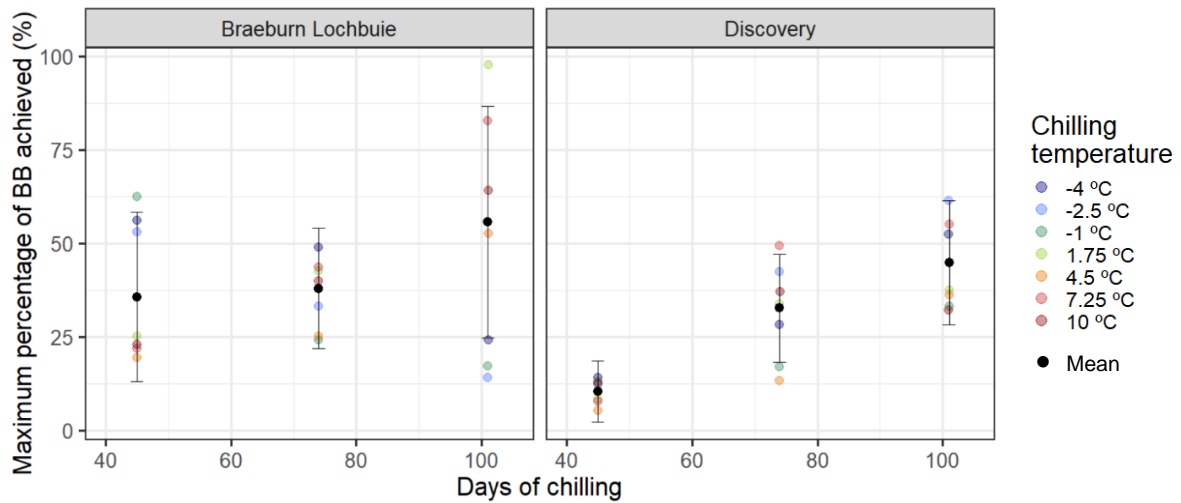 Braeburn Lochbuie
Discovery
Maximum percentage of BB achieved (%)
100
75
50
25
0
40
60
80
100
40
60
80
100
Days of chilling
Chilling
temperature
-4 ºC
-2.5 ºC
-1 ºC
1.75 ºC
4.5 ºC
7.25 ºC
10 ºC
Mean